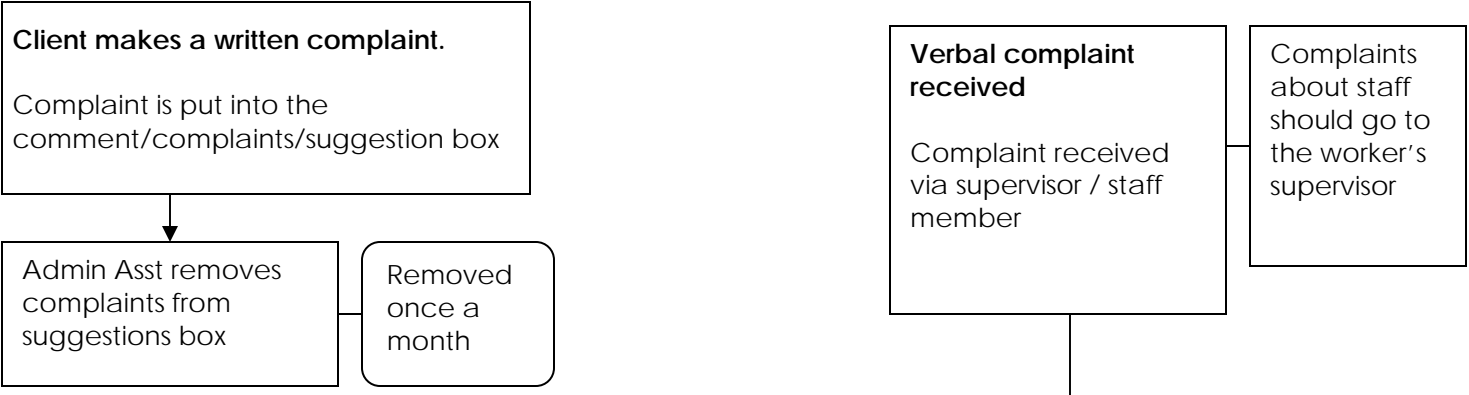 Client makes a written complaint.
Complaint is put into the
comment/complaints/suggestion box
Admin Asst removes
complaints from
suggestions box
Removed
once a
month
Verbal complaint
received
Complaint received
via supervisor / staff
member
Complaints
about staff
should go to
the worker's
supervisor